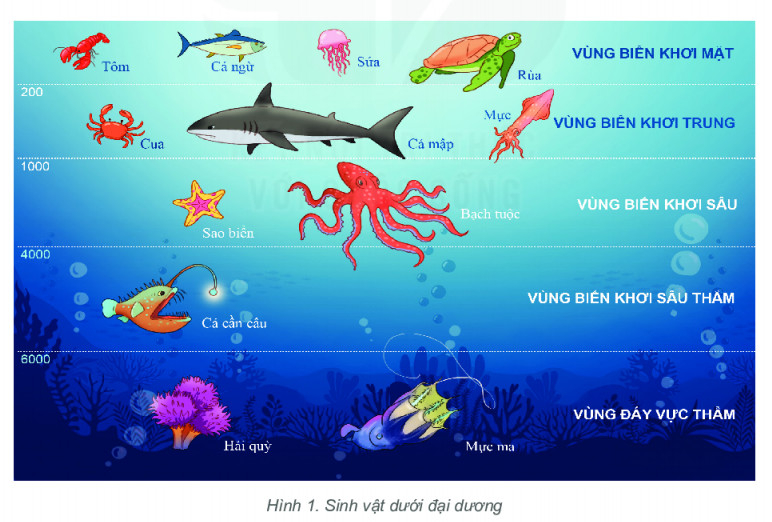 Tôm
Cá ngừ
Sứa
Rùa
VÙNG BIỂN KHƠI MẶT
200
Cua
Cá mập
Mực
VÙNG BIỂN KHƠI TRUNG
1000
Sao biển
Bạch tuộc
VÙNG BIỂN KHƠI SÂU
4000
Cá cần câu
VÙNG BIỂN KHƠI SÂU THẲM
6000
Hải quỳ
Mực ma
VÙNG ĐÁY VỰC THẲM
Hình 1. Sinh vật dưới đại dương